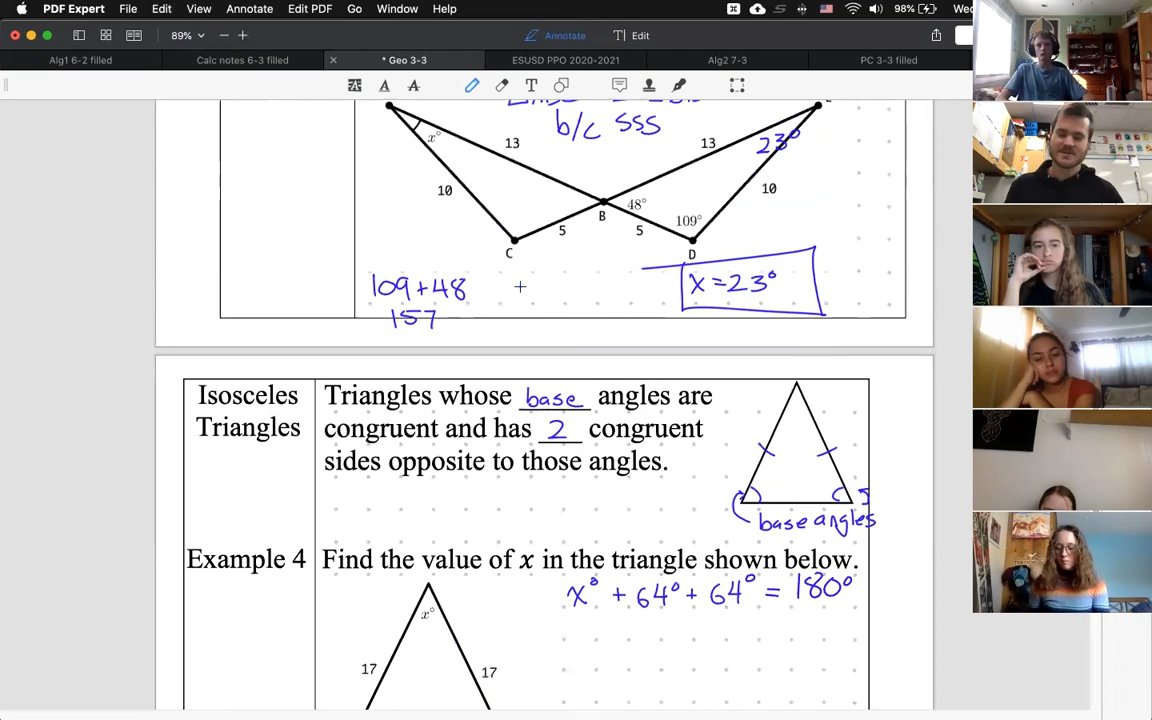 PDF Expert File Edit View Annotate Edit PDF Go Window Help 98% Wed
89% Annotate Edit
Alg1 6-2 filled Calc notes 6-3 filled * Geo 3-3 ESUSD PPO 2020-2021 Alg2 7-3 PC 3-3 filled
b/c SSS
x° 13 13 23°
10 48° 10
B 109°
5 5
C D
109+48 x = 23°
157
Isosceles Triangles
Triangles whose base angles are
congruent and has 2 congruent
sides opposite to those angles.
base angles
Example 4 Find the value of x in the triangle shown below.
x° + 64° + 64° = 180°
x°
17 17